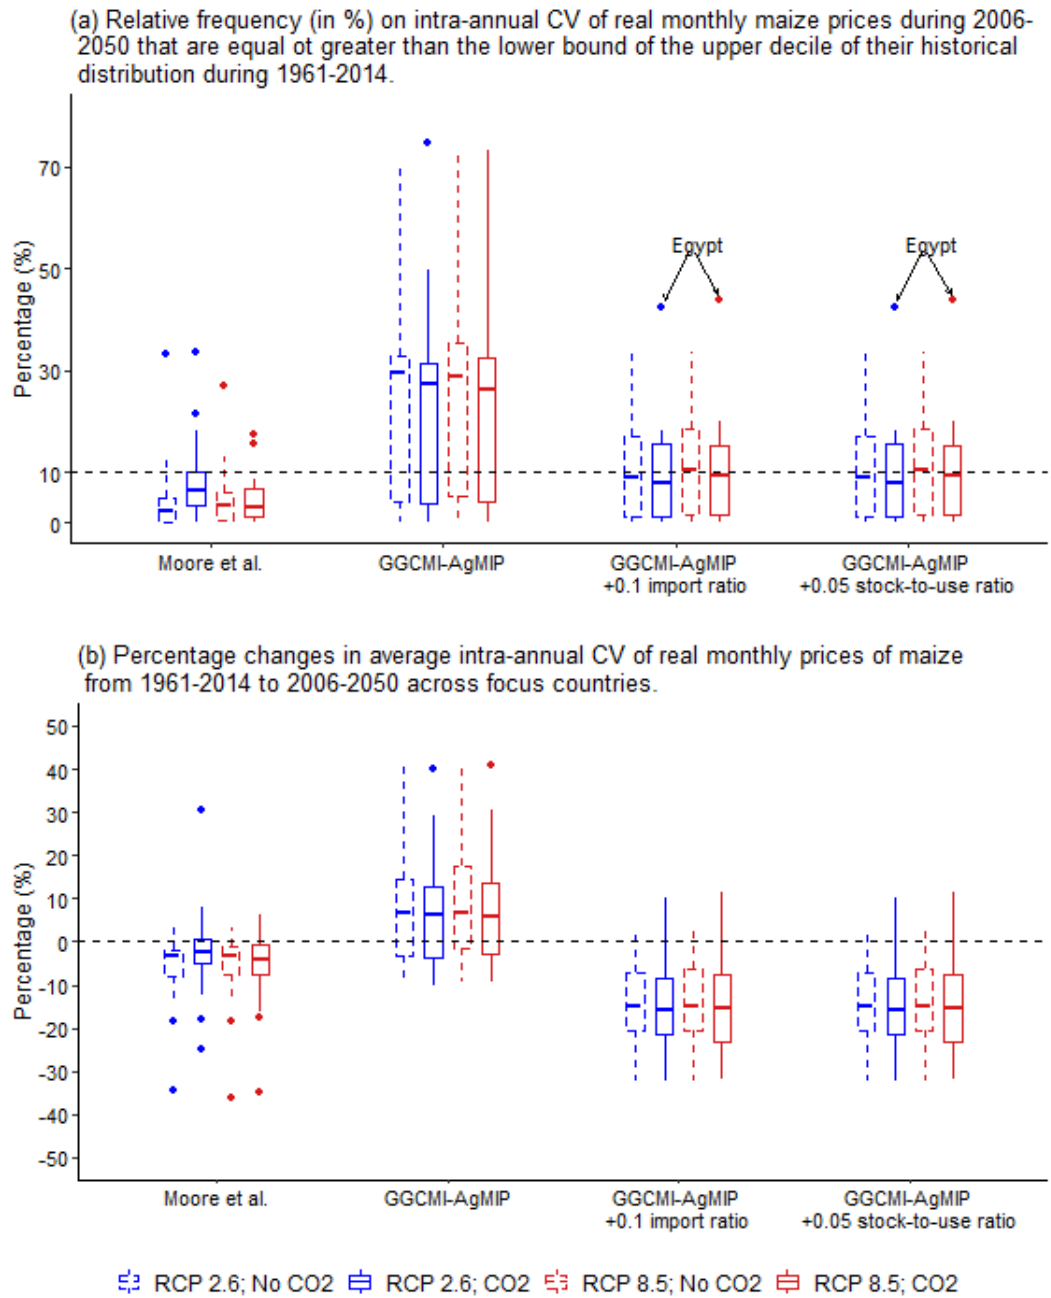 (a) Relative frequency (in %) on intra-annual CV of real monthly maize prices during 2006-
2050 that are equal ot greater than the lower bound of the upper decile of their historical
distribution during 1961-2014.
Percentage (%)
70
50
30
10
0
Egypt
Egypt
Moore et al.
GGCMI-AgMIP
GGCMI-AgMIP
+0.1 import ratio
GGCMI-AgMIP
+0.05 stock-to-use ratio
(b) Percentage changes in average intra-annual CV of real monthly prices of maize
from 1961-2014 to 2006-2050 across focus countries.
Percentage (%)
50
40
30
20
10
0
-10
-20
-30
-40
-50
Moore et al.
GGCMI-AgMIP
GGCMI-AgMIP
+0.1 import ratio
GGCMI-AgMIP
+0.05 stock-to-use ratio
RCP 2.6; No CO2 RCP 2.6; CO2 RCP 8.5; No CO2 RCP 8.5; CO2